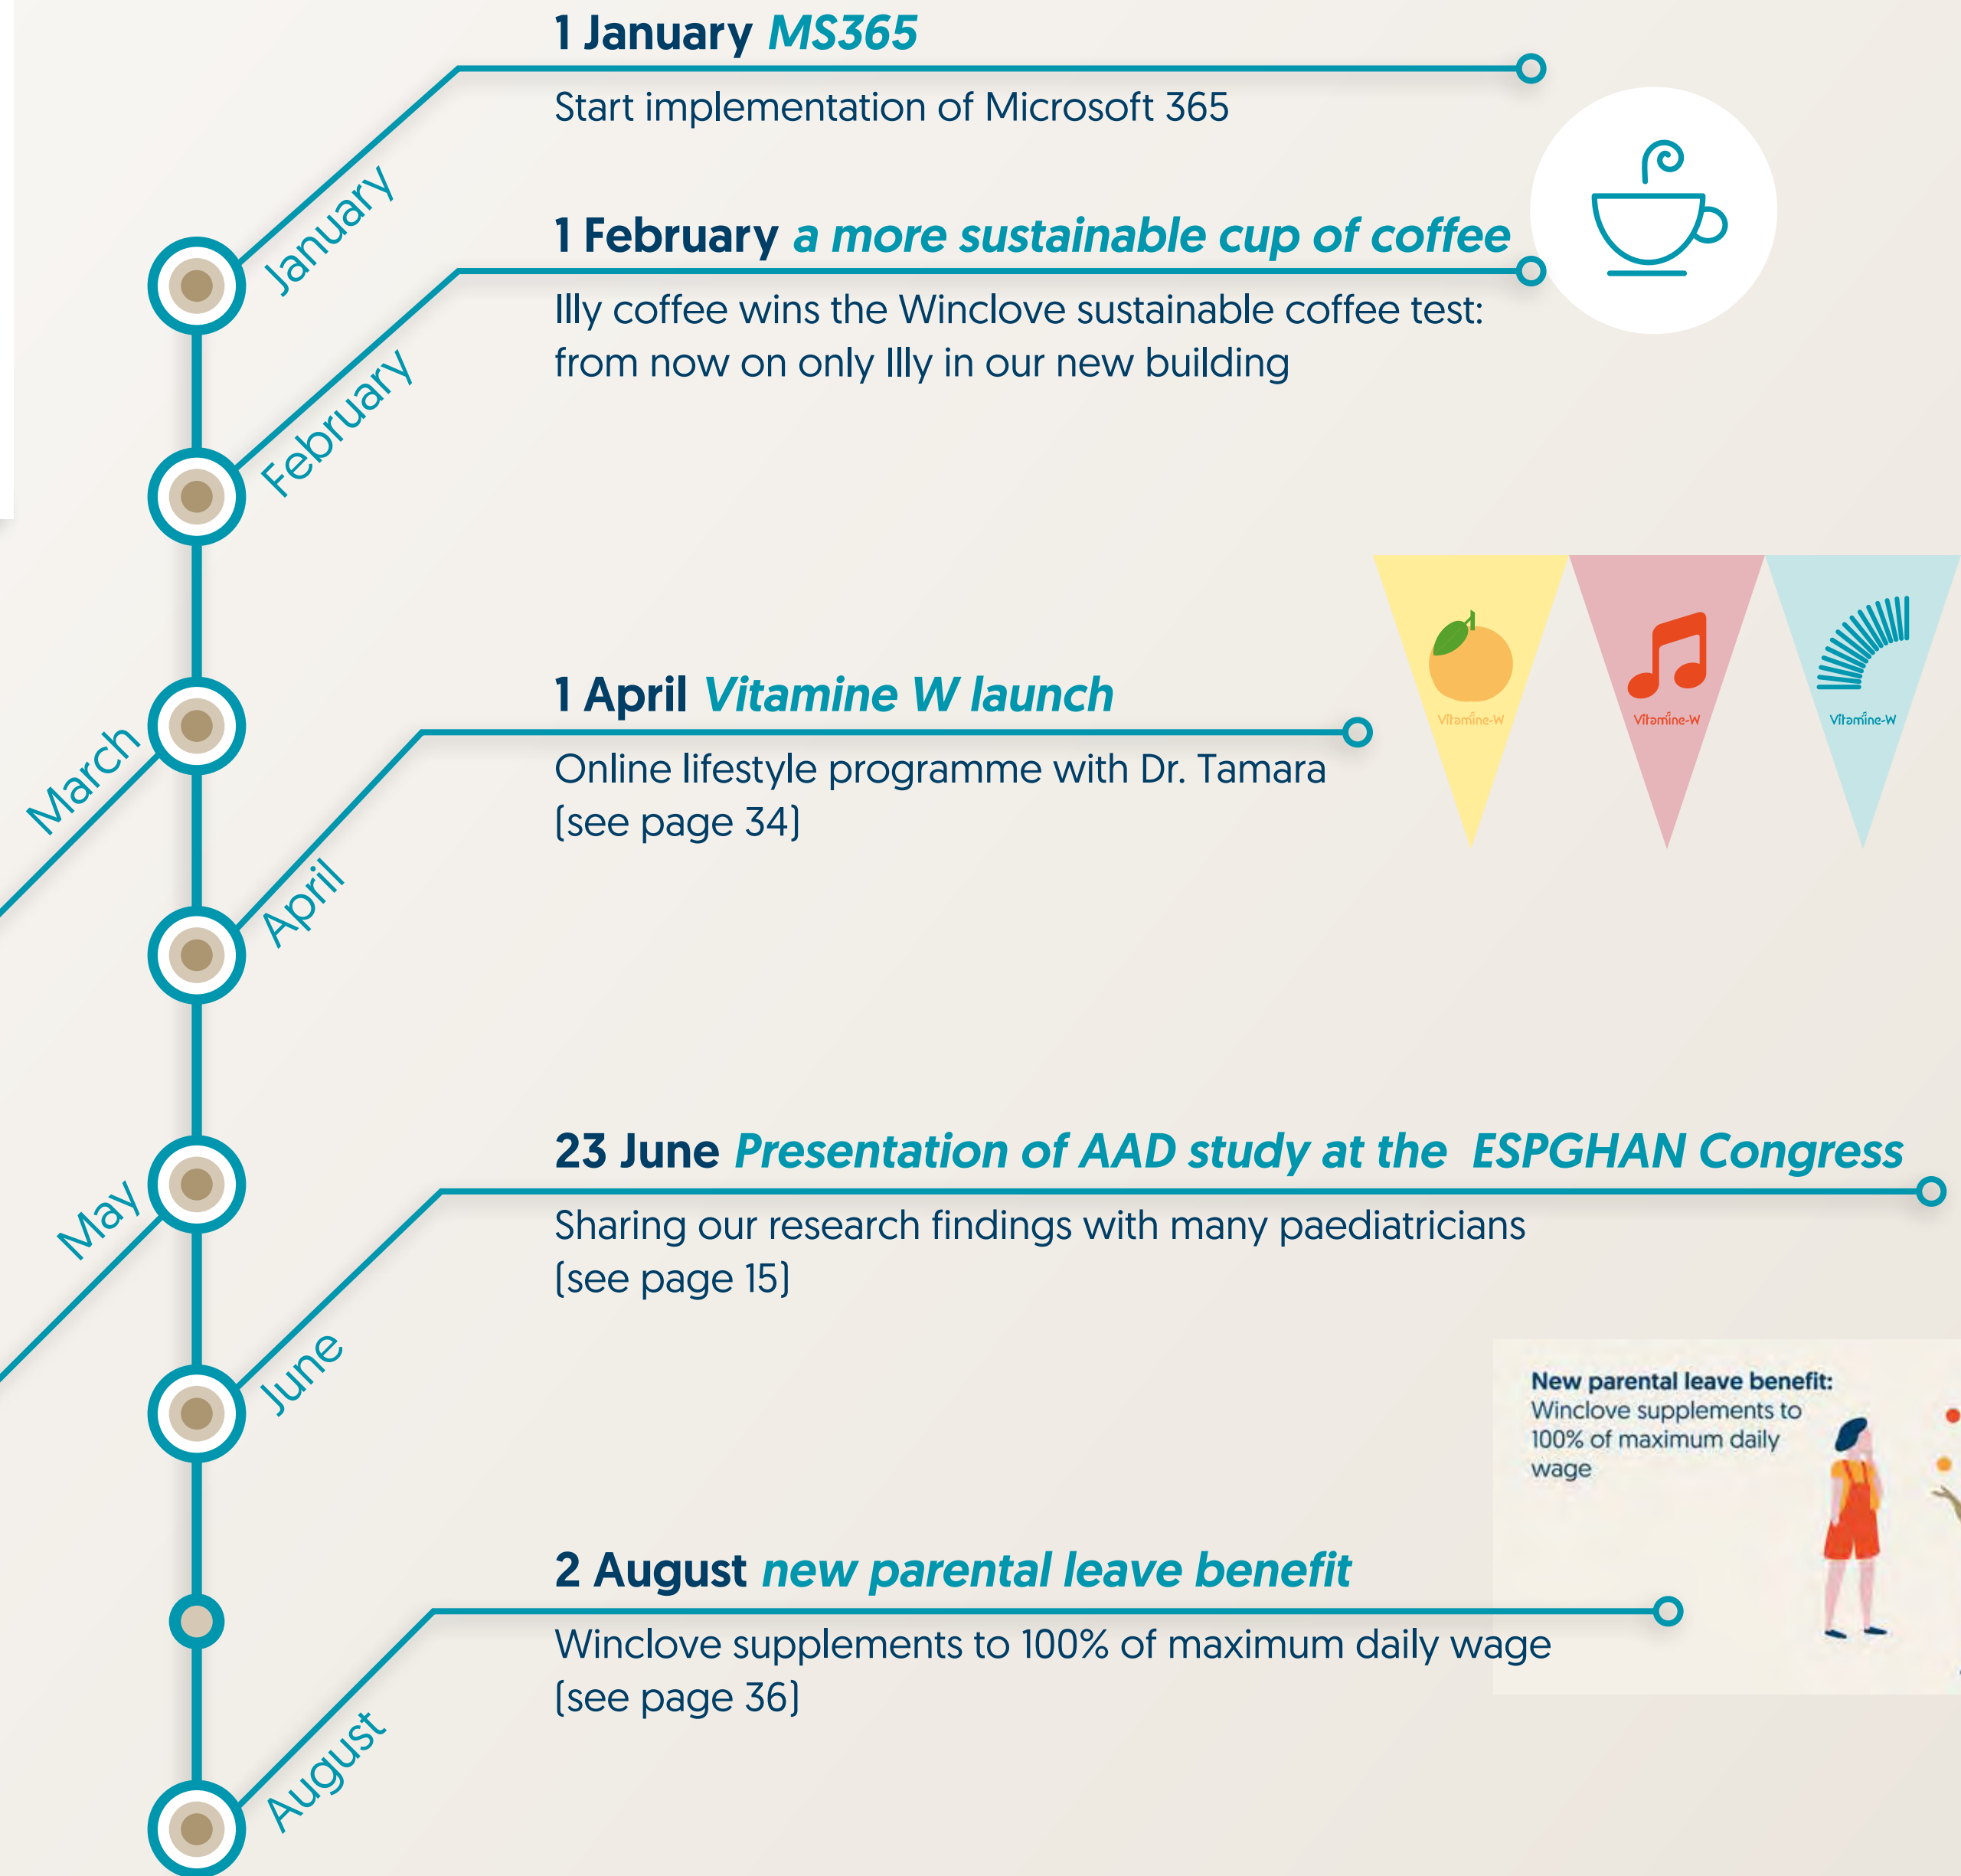 1 January MS365
Start implementation of Microsoft 365
January
1 February a more sustainable cup of coffee
Illy coffee wins the Winclove sustainable coffee test:
from now on only Illy in our new building
February
March
1 April Vitamine W launch
Online lifestyle programme with Dr. Tamara
(see page 34)
Vitamine-W
Vitamine-W
Vitamine-W
April
May
23 June Presentation of AAD study at the ESPGHAN Congress
Sharing our research findings with many paediatricians
(see page 15)
June
New parental leave benefit:
Winclove supplements to
100% of maximum daily
wage
2 August new parental leave benefit
Winclove supplements to 100% of maximum daily wage
(see page 36)
August